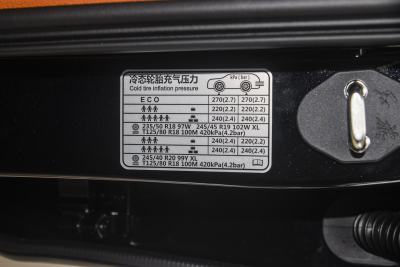 冷态轮胎充气压力
Cold tire inflation pressure
kPa(bar)
ECO 270(2.7) 270(2.7)
220(2.2) 220(2.2)
240(2.4) 240(2.4)
235/50 R18 97W 245/45 R19 102W XL
T125/80 R18 100M 420kPa(4.2bar)
220(2.2) 220(2.2)
240(2.4) 240(2.4)
245/40 R20 99Y XL
T125/80 R18 100M 420kPa(4.2bar)